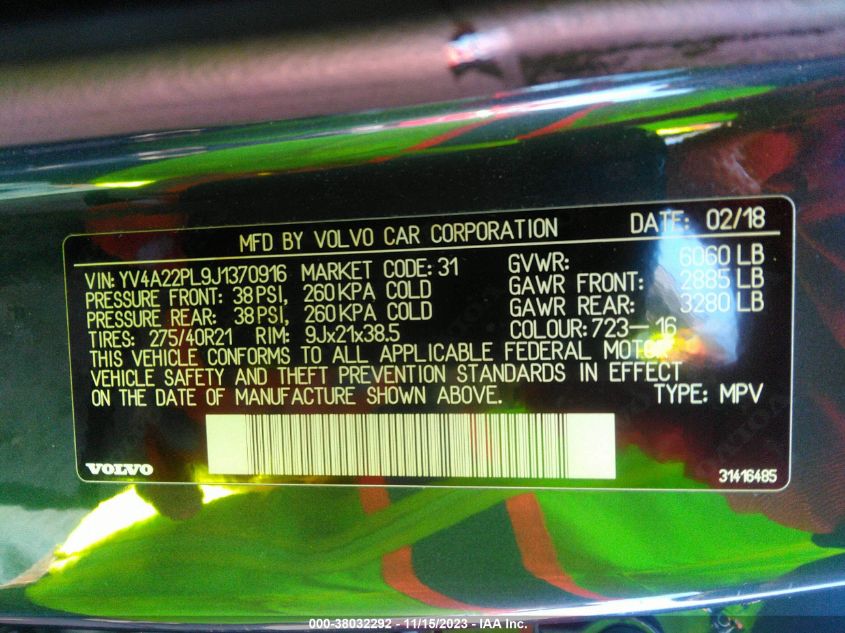 MFD BY VOLVO CAR CORPORATION DATE: 02/18
VIN: YV4A22PL9J1370916 MARKET CODE: 31 GVWR: 6060 LB
PRESSURE FRONT: 38 PSI, 260 KPA COLD GAWR FRONT: 2885 LB
PRESSURE REAR: 38 PSI, 260 KPA COLD GAWR REAR: 3280 LB
TIRES: 275/40R21 RIM: 9Jx21x38.5 COLOUR: 723-16
THIS VEHICLE CONFORMS TO ALL APPLICABLE FEDERAL MOTOR
VEHICLE SAFETY AND THEFT PREVENTION STANDARDS IN EFFECT
ON THE DATE OF MANUFACTURE SHOWN ABOVE. TYPE: MPV
VOLVO 31416485
000-38032292 - 11/15/2023 - IAA Inc.